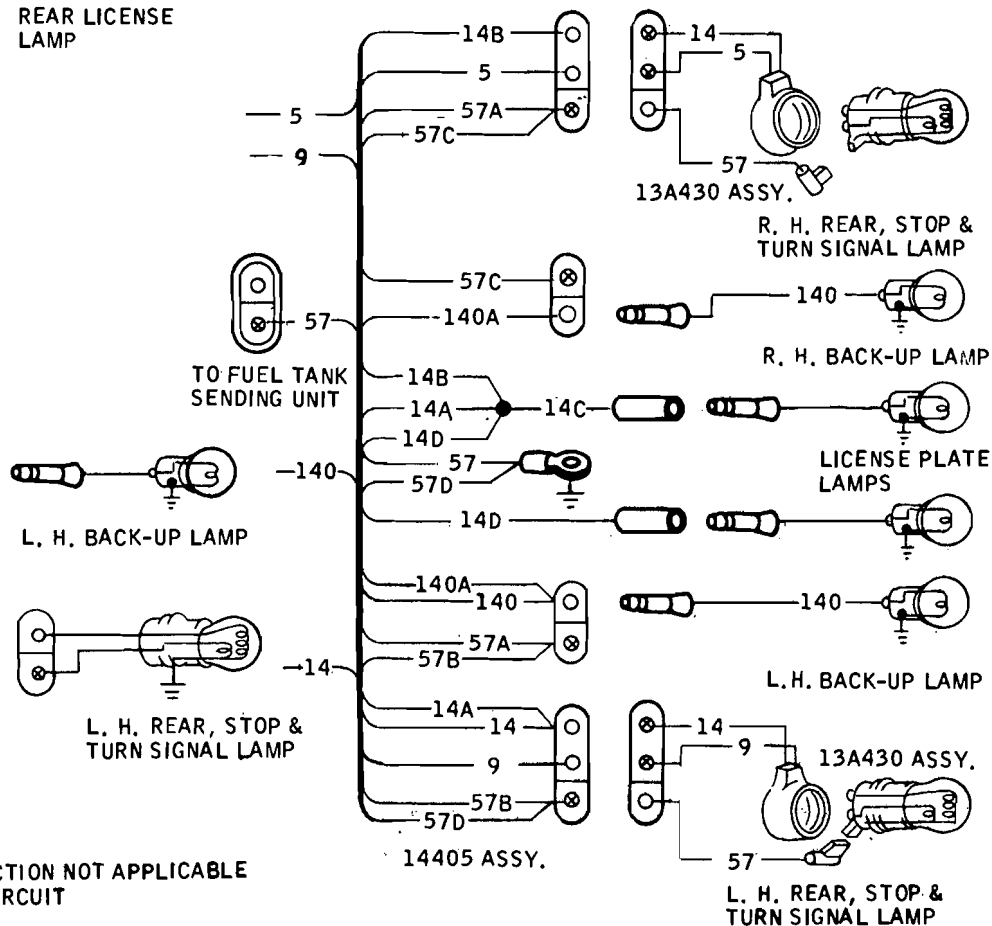 REAR LICENSE
LAMP
14B
5
57A
57C
5
9
14
5
57
13A430 ASSY.
R. H. REAR, STOP &
TURN SIGNAL LAMP
57C
140A
140
R. H. BACK-UP LAMP
57
TO FUEL TANK
SENDING UNIT
14B
14A
14C
14D
57
57D
14D
LICENSE PLATE
LAMPS
140
L. H. BACK-UP LAMP
140A
140
57A
57B
140
L.H. BACK-UP LAMP
14
L. H. REAR, STOP &
TURN SIGNAL LAMP
14A
14
9
57B
57D
14405 ASSY.
14
9
13A430 ASSY.
57
L. H. REAR, STOP &
TURN SIGNAL LAMP
CTION NOT APPLICABLE
RCUIT